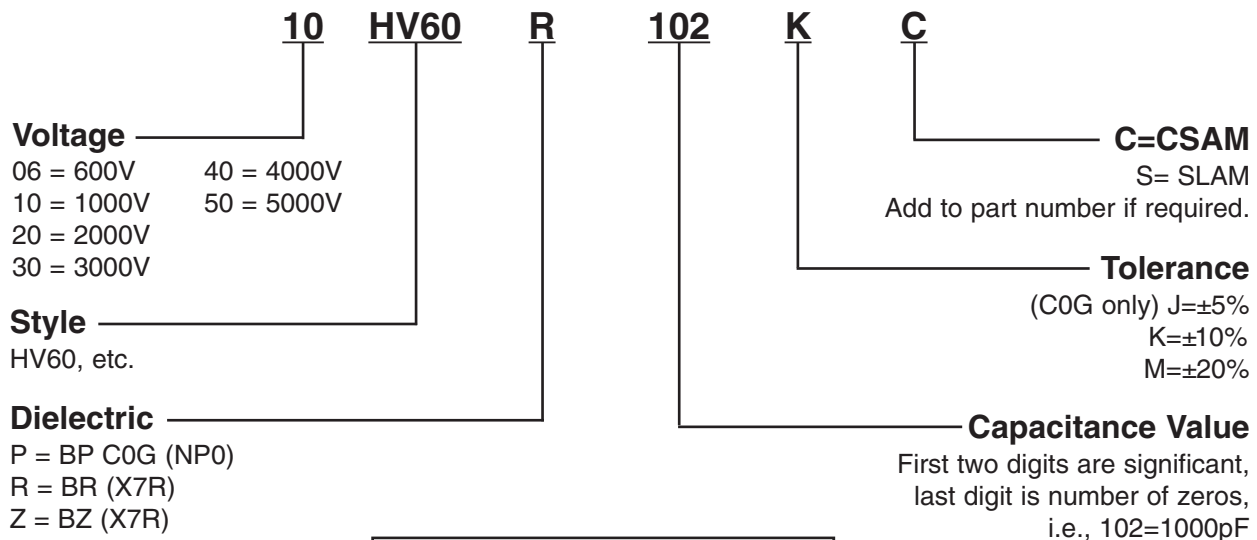 10 HV60 R 102 K C
Voltage
06 = 600V 40 = 4000V
10 = 1000V 50 = 5000V
20 = 2000V
30 = 3000V
Style
HV60, etc.
Dielectric
P = BP C0G (NP0)
R = BR (X7R)
Z = BZ (X7R)
C=CSAM
S= SLAM
Add to part number if required.
Tolerance
(C0G only) J=±5%
K=±10%
M=±20%
Capacitance Value
First two digits are significant,
last digit is number of zeros,
i.e., 102=1000pF